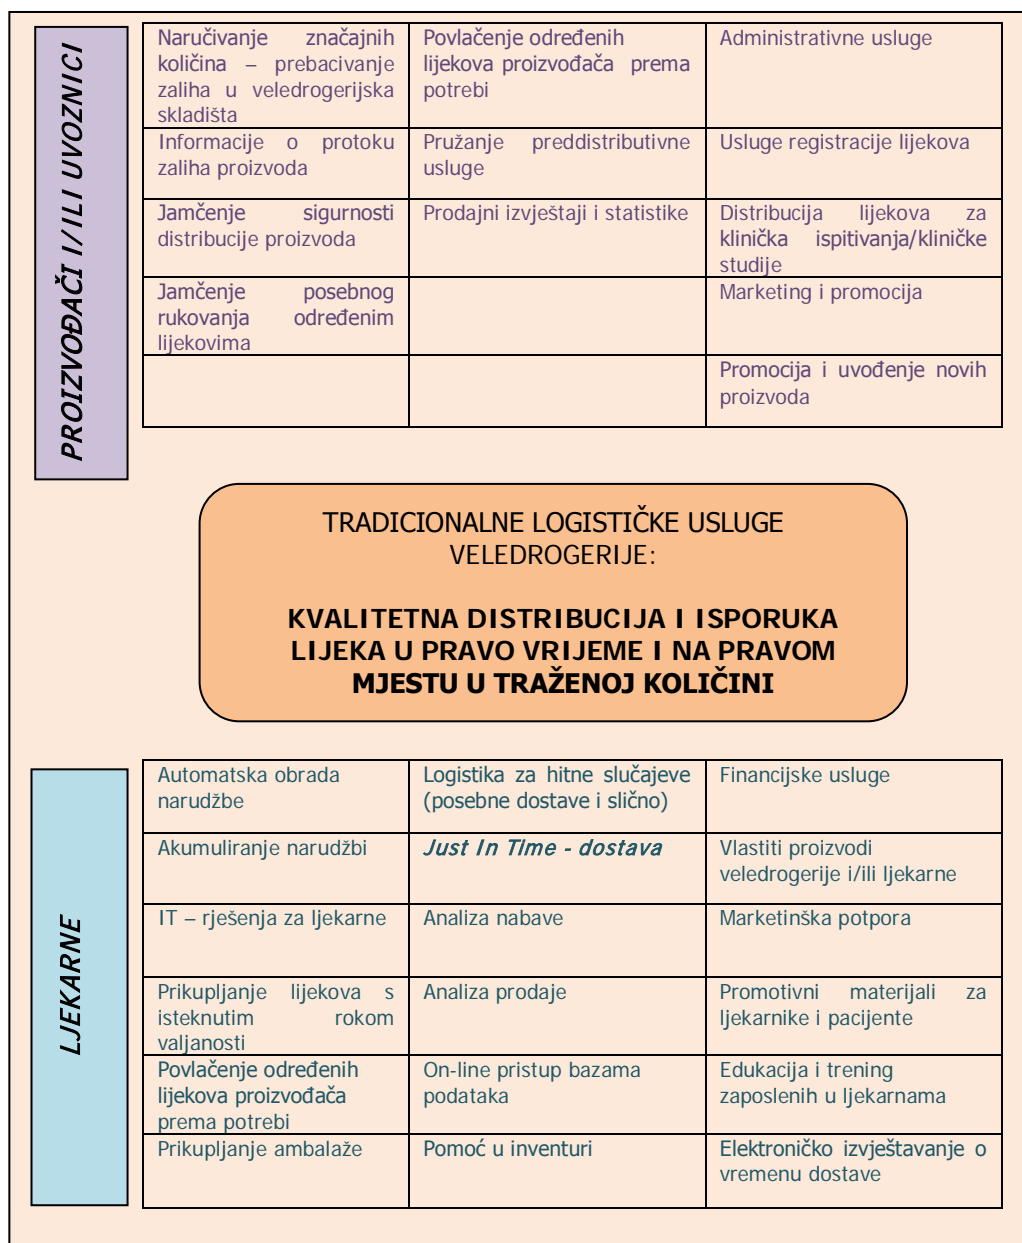 PROIZVOĐAČI I/ILI UVOZNICI
Naručivanje značajnih
količina – prebacivanje
zaliha u veledrogerijska
skladišta
Povlačenje određenih
lijekova proizvođača prema
potrebi
Administrativne usluge
Informacije o protoku
zaliha proizvoda
Pružanje preddistributivne
usluge
Usluge registracije lijekova
Jamčenje sigurnosti
distribucije proizvoda
Prodajni izvještaji i statistike
Distribucija lijekova za
klinička ispitivanja/kliničke
studije
Jamčenje posebnog
rukovanja određenim
lijekovima
Marketing i promocija
Promocija i uvođenje novih
proizvoda
TRADICIONALNE LOGISTIČKE USLUGE
VELEDROGERIJE:
KVALITETNA DISTRIBUCIJA I ISPORUKA
LIJEKA U PRAVO VRIJEME I NA PRAVOM
MJESTU U TRAŽENOJ KOLIČINI
LJEKARNE
Automatska obrada
narudžbe
Logistika za hitne slučajeve
(posebne dostave i slično)
Financijske usluge
Akumuliranje narudžbi
Just In Time - dostava
Vlastiti proizvodi
veledrogerije i/ili ljekarne
IT – rješenja za ljekarne
Analiza nabave
Marketinška potpora
Prikupljanje lijekova s
isteknutim rokom
valjanosti
Analiza prodaje
Promotivni materijali za
ljekarnike i pacijente
Povlačenje određenih
lijekova proizvođača
prema potrebi
On-line pristup bazama
podataka
Edukacija i trening
zaposlenih u ljekarnama
Prikupljanje ambalaže
Pomoć u inventuri
Elektroničko izvještavanje o
vremenu dostave